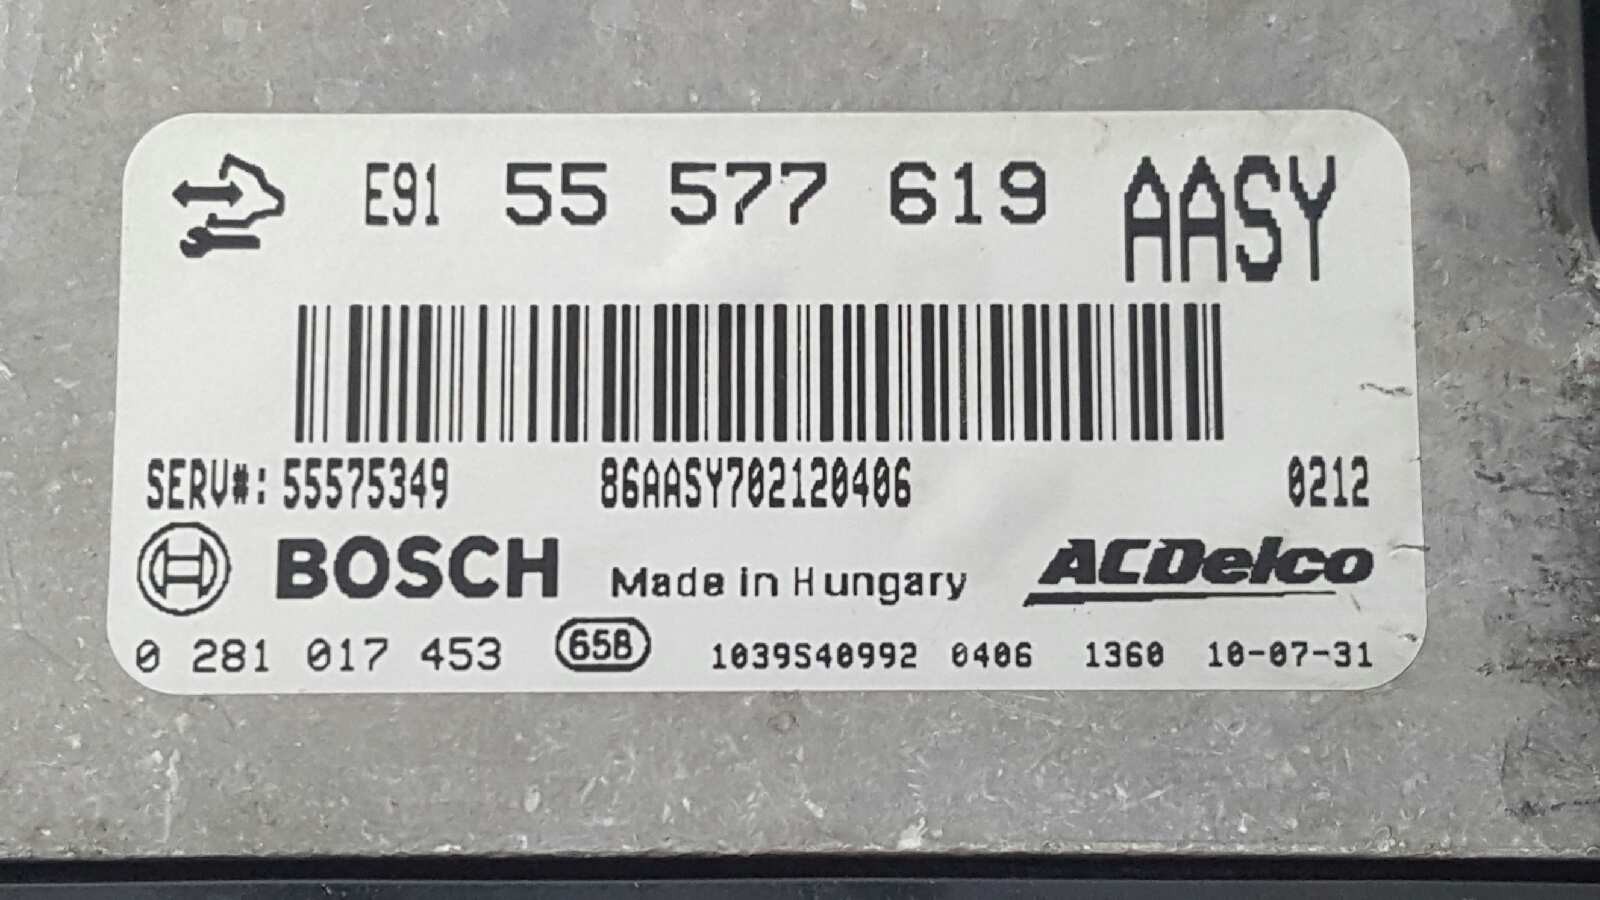 E91 55 577 619 AASY
SERV#: 55575349 86AASY702120406 0212
BOSCH Made in Hungary ACDelco
0 281 017 453 65B 1039S40992 0406 1360 10-07-31